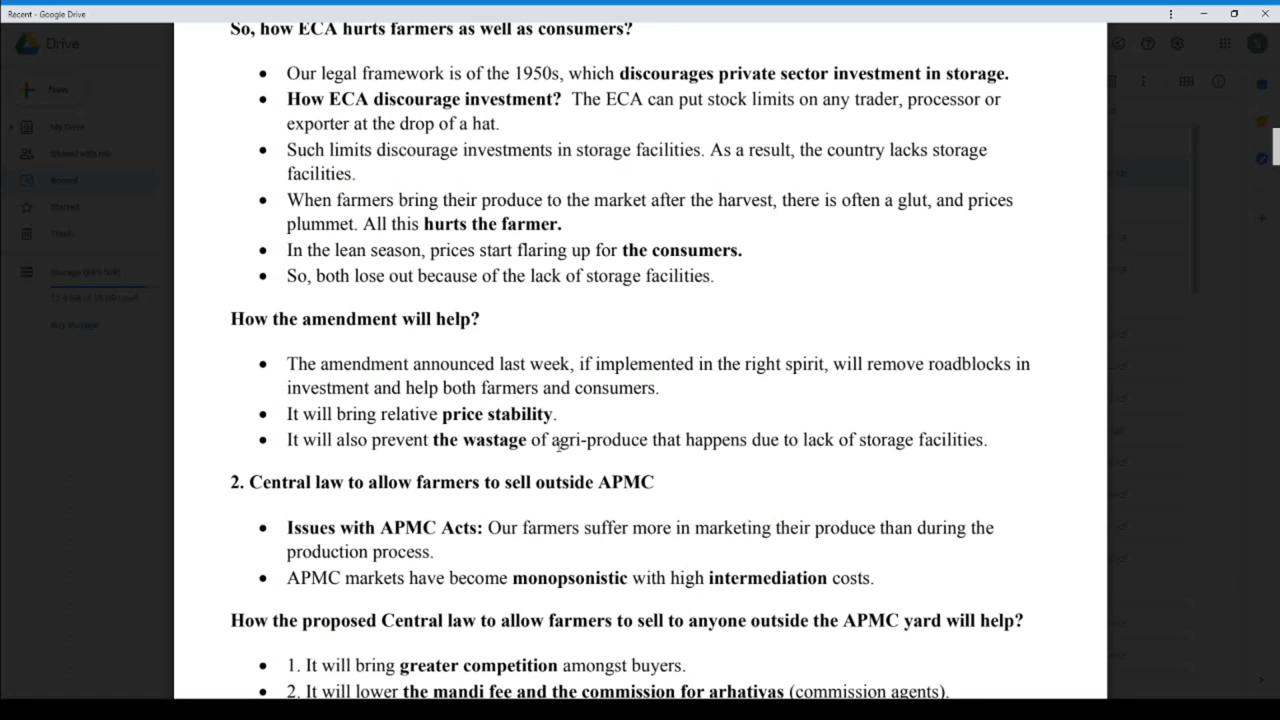 Recent - Google Drive
Drive
New
So, how ECA hurts farmers as well as consumers?
• Our legal framework is of the 1950s, which discourages private sector investment in storage.
• How ECA discourage investment? The ECA can put stock limits on any trader, processor or
exporter at the drop of a hat.
• Such limits discourage investments in storage facilities. As a result, the country lacks storage
facilities.
• When farmers bring their produce to the market after the harvest, there is often a glut, and prices
plummet. All this hurts the farmer.
• In the lean season, prices start flaring up for the consumers.
• So, both lose out because of the lack of storage facilities.
How the amendment will help?
• The amendment announced last week, if implemented in the right spirit, will remove roadblocks in
investment and help both farmers and consumers.
• It will bring relative price stability.
• It will also prevent the wastage of agri-produce that happens due to lack of storage facilities.
2. Central law to allow farmers to sell outside APMC
• Issues with APMC Acts: Our farmers suffer more in marketing their produce than during the
production process.
• APMC markets have become monopsonistic with high intermediation costs.
How the proposed Central law to allow farmers to sell to anyone outside the APMC yard will help?
• 1. It will bring greater competition amongst buyers.
• 2. It will lower the mandi fee and the commission for arhatiyas (commission agents).
My Drive
Shared with me
Recent
Starred
Trash
Buy storage